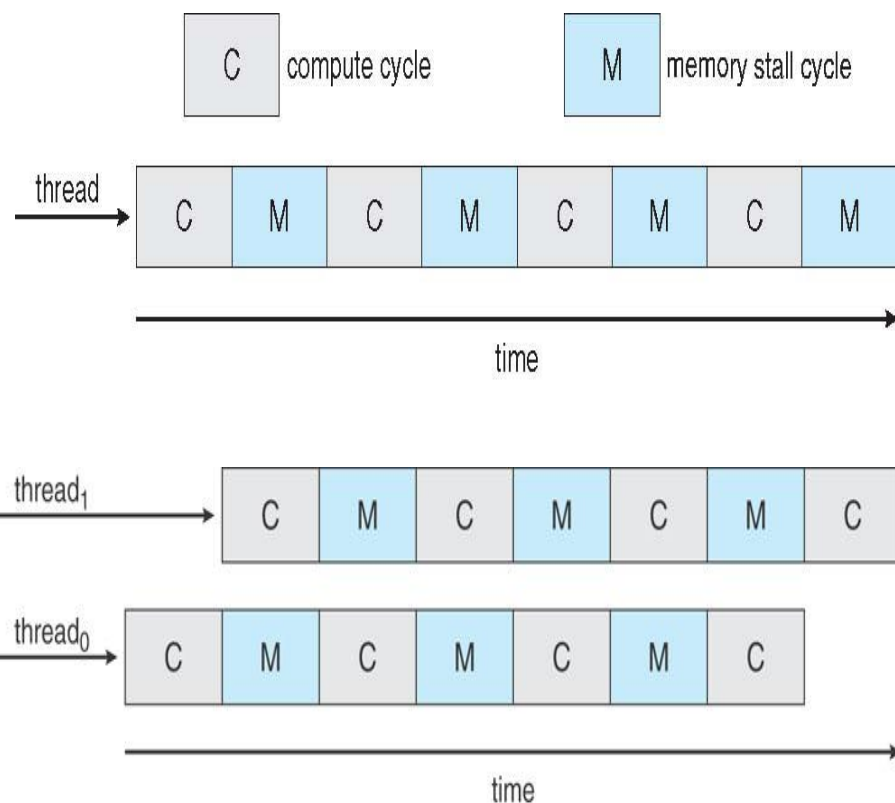 C compute cycle M memory stall cycle
thread C M C M C M C M
time
thread₁ C M C M C M C
thread₀ C M C M C M C
time